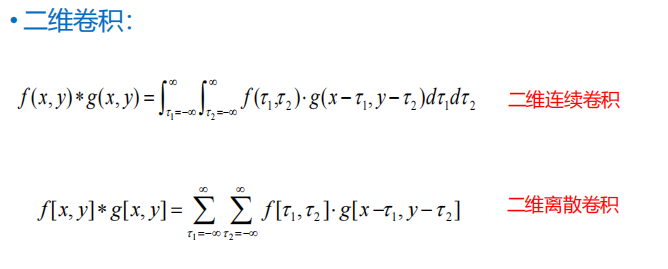 • 二维卷积：
f(x,y)*g(x,y)=∫_{τ₁=−∞}^{∞}∫_{τ₂=−∞}^{∞} f(τ₁,τ₂)·g(x−τ₁,y−τ₂)dτ₁dτ₂ 二维连续卷积
f[x,y]*g[x,y]=∑_{τ₁=−∞}^{∞}∑_{τ₂=−∞}^{∞} f[τ₁,τ₂]·g[x−τ₁,y−τ₂] 二维离散卷积